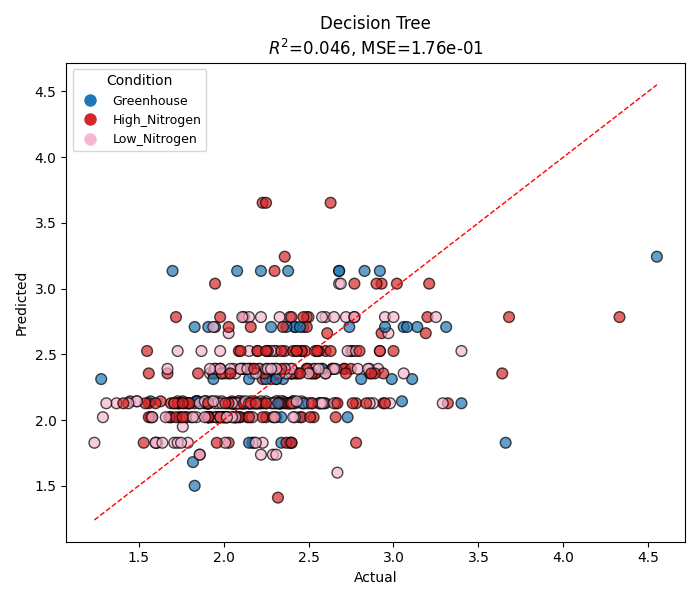 Decision Tree
R²=0.046, MSE=1.76e-01
Condition
Greenhouse
High_Nitrogen
Low_Nitrogen
4.5
4.0
3.5
3.0
2.5
2.0
1.5
Predicted
1.5 2.0 2.5 3.0 3.5 4.0 4.5
Actual